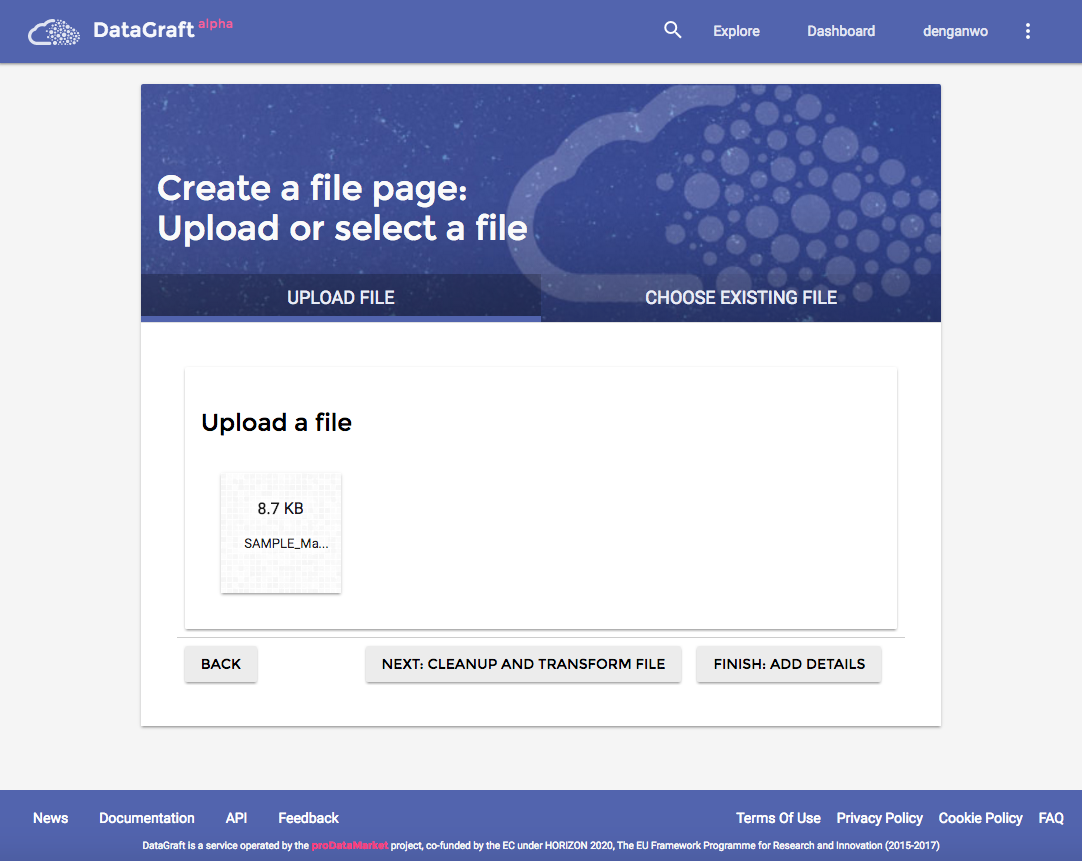 DataGraft alpha
Explore Dashboard denganwo
Create a file page:
Upload or select a file
UPLOAD FILE CHOOSE EXISTING FILE
Upload a file
8.7 KB
SAMPLE_Ma...
BACK NEXT: CLEANUP AND TRANSFORM FILE FINISH: ADD DETAILS
News Documentation API Feedback Terms Of Use Privacy Policy Cookie Policy FAQ
DataGraft is a service operated by the proDataMarket project, co-funded by the EC under HORIZON 2020, The EU Framework Programme for Research and Innovation (2015-2017)